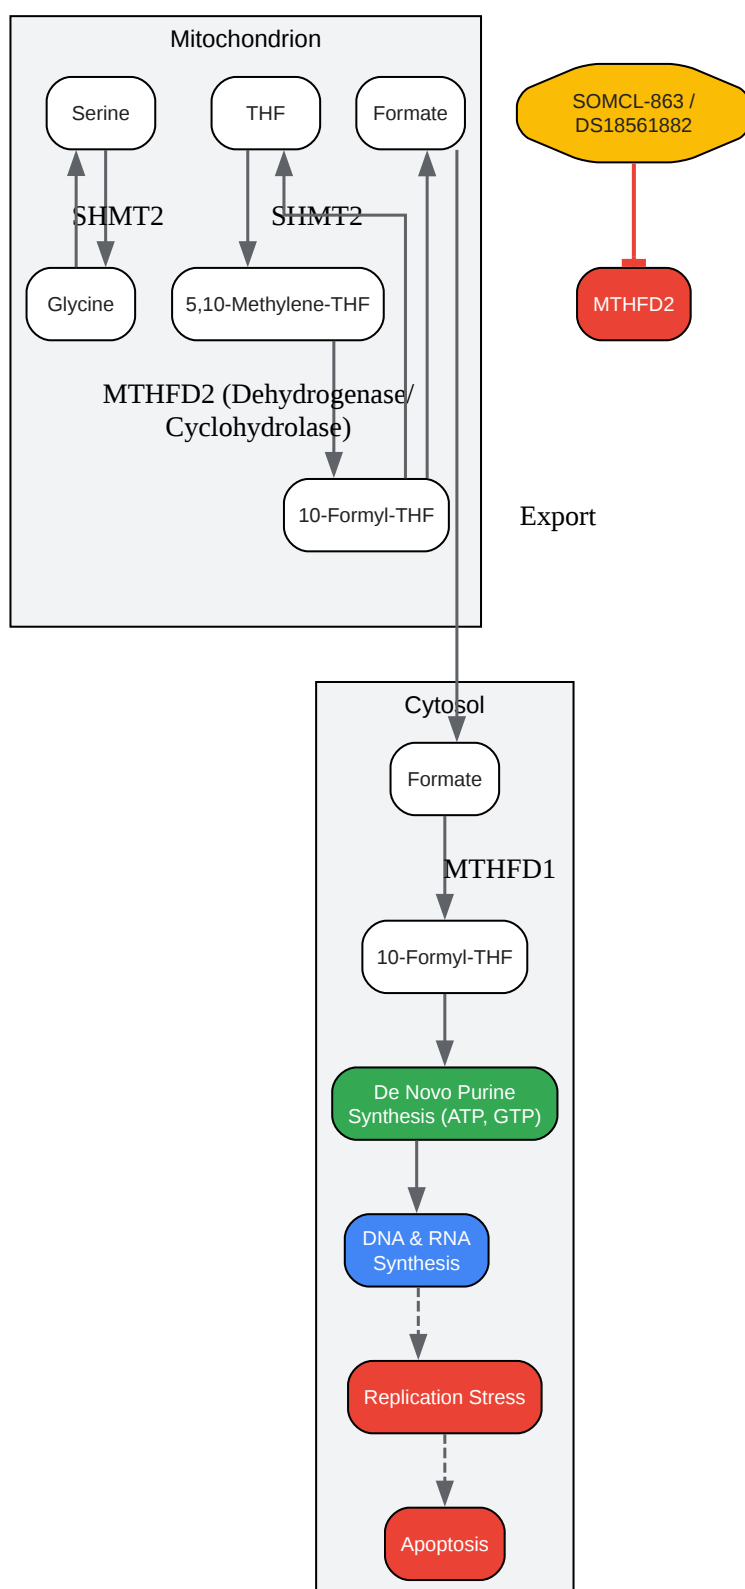 Mitochondrion
Serine
THF
Formate
SOMCL-863 /
DS18561882
SHMT2
SHMT2
Glycine
5,10-Methylene-THF
MTHFD2
MTHFD2 (Dehydrogenase/
Cyclohydrolase)
10-Formyl-THF
Export
Cytosol
Formate
MTHFD1
10-Formyl-THF
De Novo Purine
Synthesis (ATP, GTP)
DNA & RNA
Synthesis
Replication Stress
Apoptosis